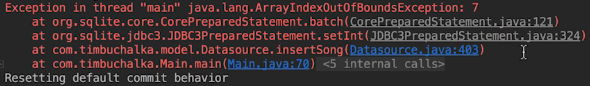 Exception in thread "main" java.lang.ArrayIndexOutOfBoundsException: 7
at org.sqlite.core.CorePreparedStatement.batch(CorePreparedStatement.java:121)
at org.sqlite.jdbc3.JDBC3PreparedStatement.setInt(JDBC3PreparedStatement.java:324)
at com.timbuchalka.model.Datasource.insertSong(Datasource.java:403)
at com.timbuchalka.Main.main(Main.java:70) <5 internal calls>
Resetting default commit behavior